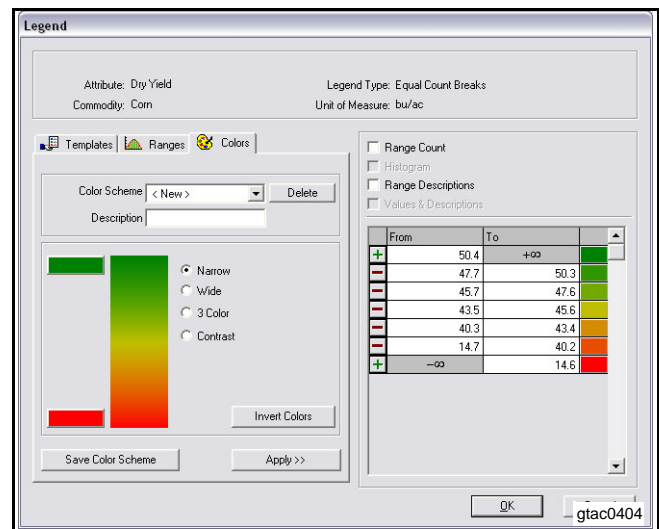 Legend
Attribute: Dry Yield
Legend Type: Equal Count Breaks
Commodity: Corn
Unit of Measure: bu/ac
Templates
Ranges
Colors
Color Scheme
< New >
Delete
Description
Narrow
Wide
3 Color
Contrast
Invert Colors
Save Color Scheme
Apply >>
Range Count
Histogram
Range Descriptions
Values & Descriptions
From To
+ 50.4 +∞
− 47.7 50.3
− 45.7 47.6
− 43.5 45.6
− 40.3 43.4
− 14.7 40.2
+ −∞ 14.6
OK
gtac0404